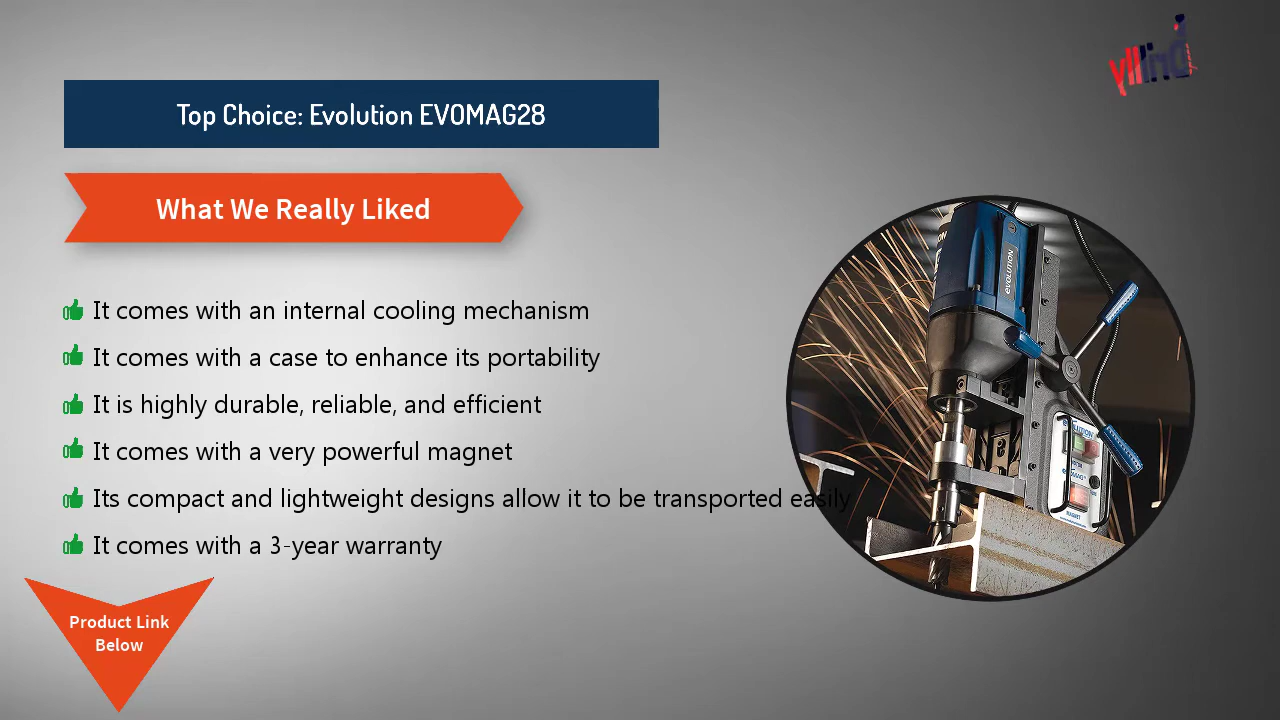 Top Choice: Evolution EVOMAG28
What We Really Liked
It comes with an internal cooling mechanism
It comes with a case to enhance its portability
It is highly durable, reliable, and efficient
It comes with a very powerful magnet
Its compact and lightweight designs allow it to be transported easily
It comes with a 3-year warranty
Product Link
Below
EVOLUTION
EVOLUTION
EVOMAG
MAGNET